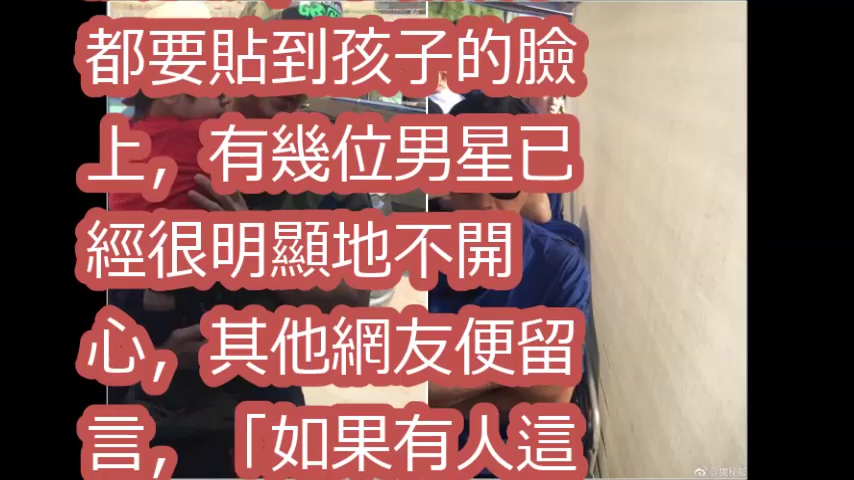 都要貼到孩子的臉
上，有幾位男星已
經很明顯地不開
心，其他網友便留
言，「如果有人這